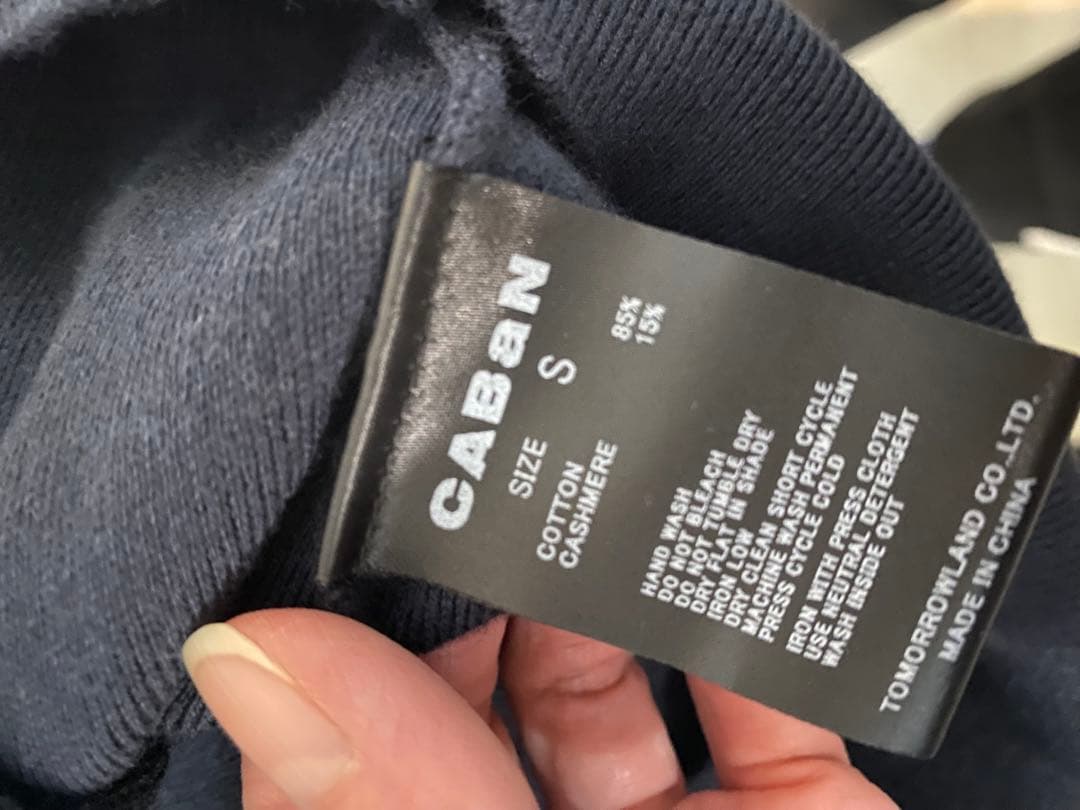 CABaN
SIZE S
COTTON 85%
CASHMERE 15%
HAND WASH
DO NOT BLEACH
DO NOT TUMBLE DRY
DRY FLAT IN SHADE
IRON LOW
DRY CLEAN SHORT CYCLE
MACHINE WASH PERMANENT
PRESS CYCLE COLD
IRON WITH PRESS CLOTH
USE NEUTRAL DETERGENT
WASH INSIDE OUT
TOMORROWLAND CO.,LTD.
MADE IN CHINA